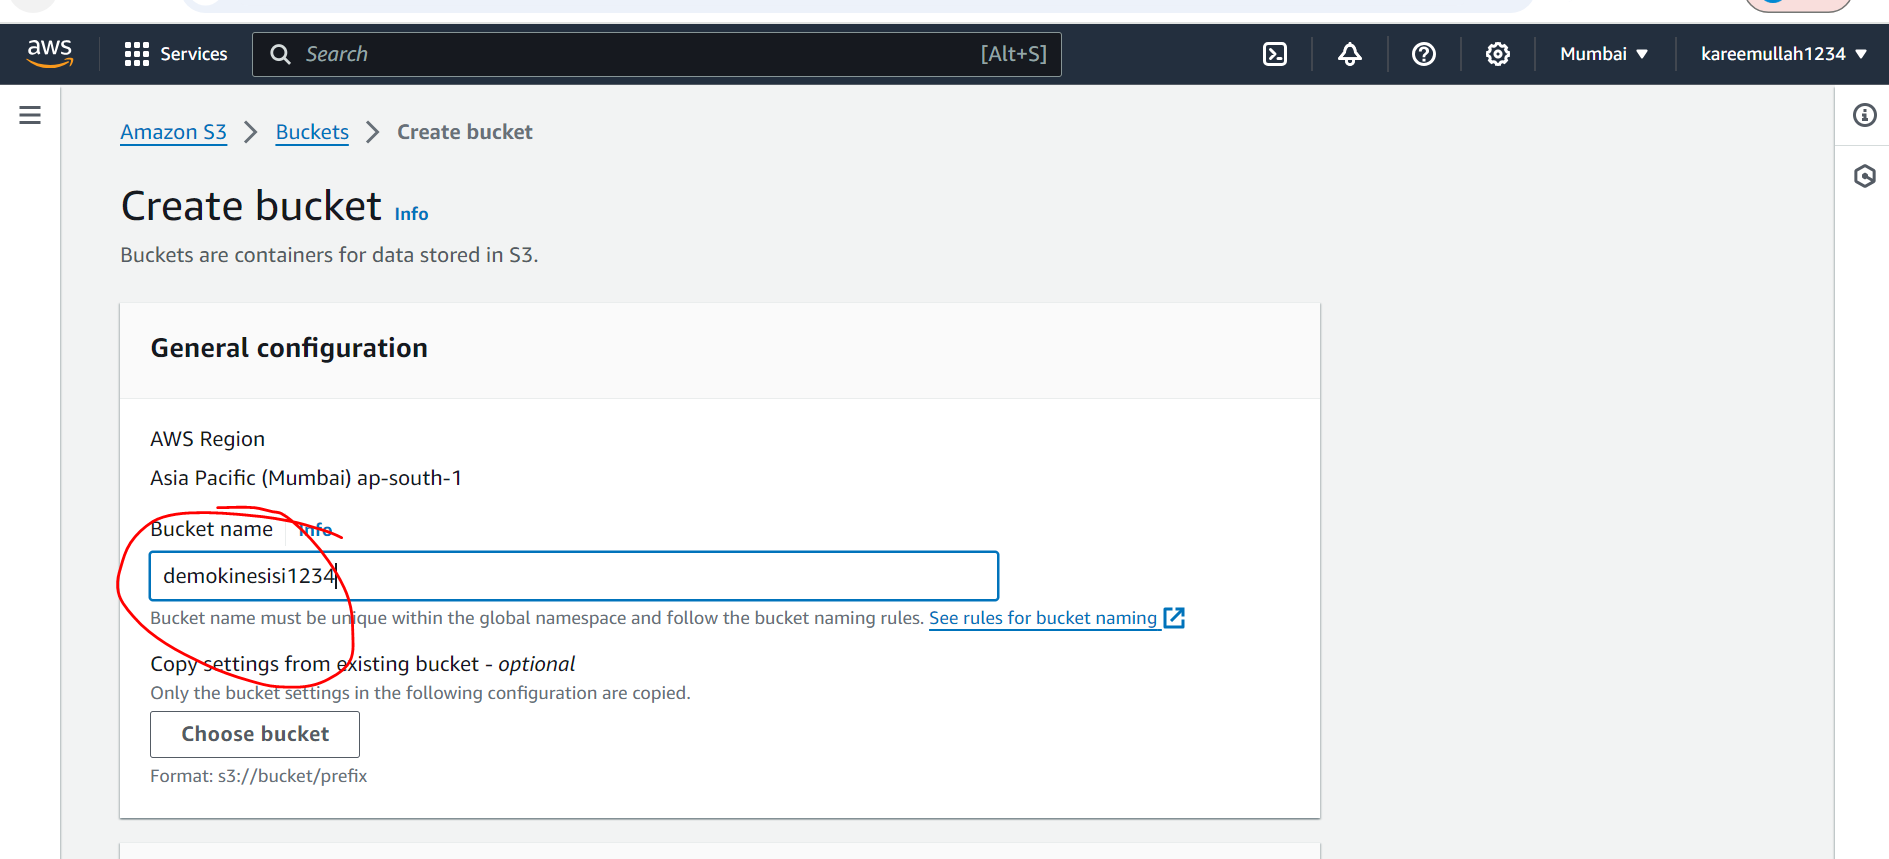 aws Services Search [Alt+S] Mumbai kareemullah1234
Amazon S3 Buckets Create bucket
Create bucket Info
Buckets are containers for data stored in S3.
General configuration
AWS Region
Asia Pacific (Mumbai) ap-south-1
Bucket name Info
demokinesisi1234
Bucket name must be unique within the global namespace and follow the bucket naming rules. See rules for bucket naming
Copy settings from existing bucket - optional
Only the bucket settings in the following configuration are copied.
Choose bucket
Format: s3://bucket/prefix